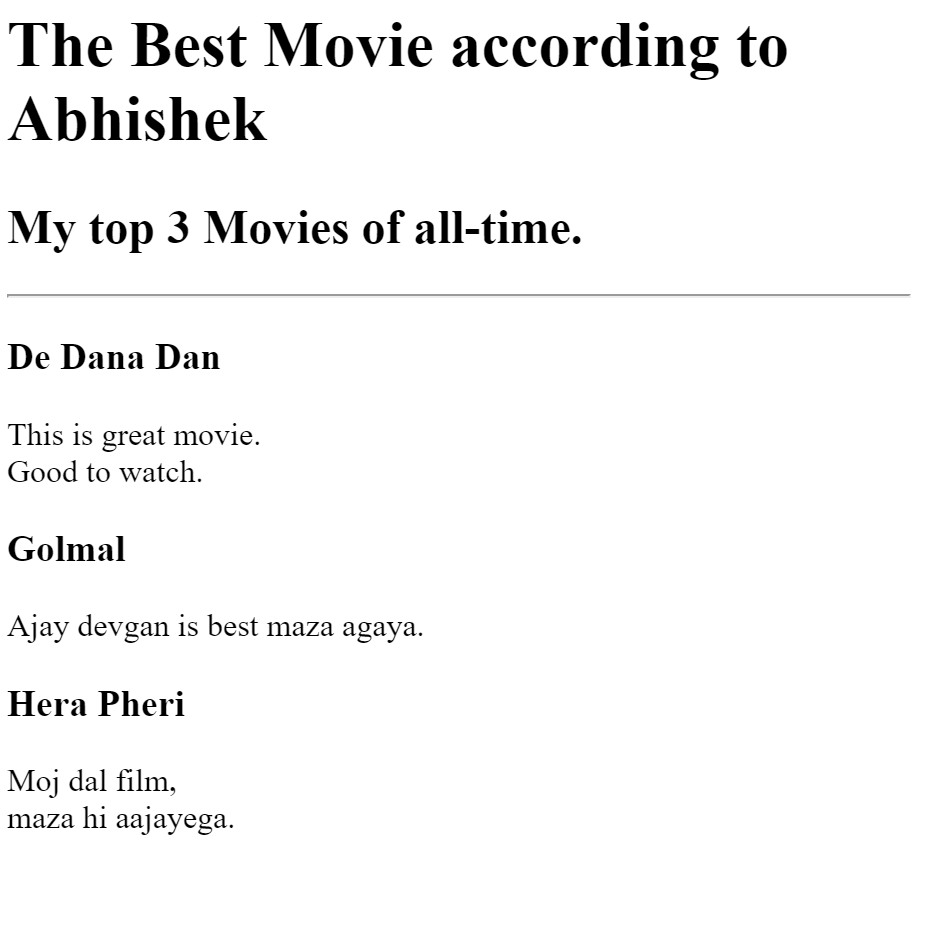 The Best Movie according to
Abhishek
My top 3 Movies of all-time.
De Dana Dan
This is great movie.
Good to watch.
Golmal
Ajay devgan is best maza agaya.
Hera Pheri
Moj dal film,
maza hi aajayega.